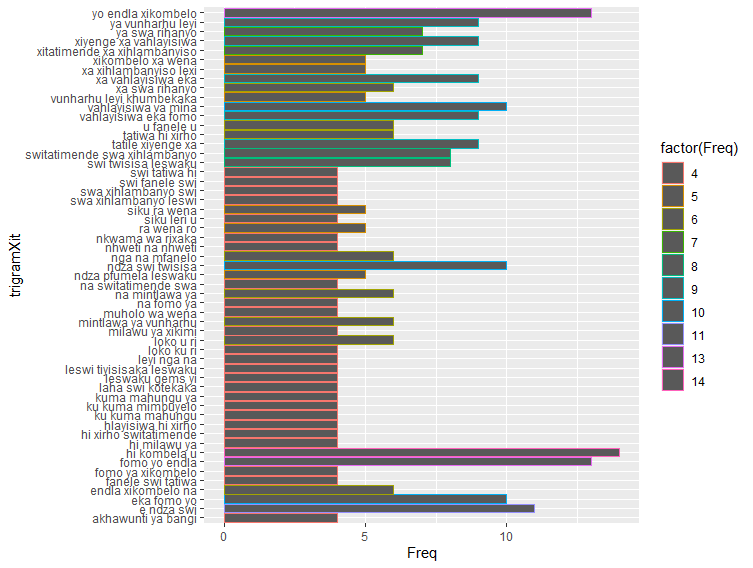 yo endla xikombelo
ya vunharhu leyi
ya swa rihanyo
xiyenge xa vahlayisiwa
xitatimende xa xihlambanyiso
xikombelo xa wena
xa xihlambanyiso lexi
xa vahlayisiwa eka
xa swa rihanyo
vunharhu leyi khumbekaka
vahlayisiwa va mina
vahlayisiwa eka fomo
u fanele u
tatiwa hi xirho
tatile xiyenge xa
switatimende swa xihlambanyo
swi twisisa leswaku
swi tatiwa hi
swi fanele swi
swa xihlambanyo swi
swa xihlambanyo leswi
siku ra wena
siku leri u
ra wena ro
nkwama wa rixaka
nhweti na nhweti
nga na mfanelo
ndza swi twisisa
ndza pfumela leswaku
na switatimende swa
na mintlawa ya
na fomo ya
muholo wa wena
mintlawa ya vunharhu
milawu ya xikimi
loko u ri
loko ku ri
leyi nga na
leswi tiyisisaka leswaku
leswaku gems yi
laha swi kotekaka
kuma mahungu ya
ku kuma mimbuyelo
ku kuma mahungu
hlayisiwa hi xirho
hi xirho switatimende
hi milawu ya
hi kombela u
fomo yo endla
fomo ya xikombelo
fanele swi tatiwa
endla xikombelo na
eka fomo yo
e ndza swi
akhawunti ya bangi
trigramXit
0
5
10
Freq
factor(Freq)
4
5
6
7
8
9
10
11
13
14